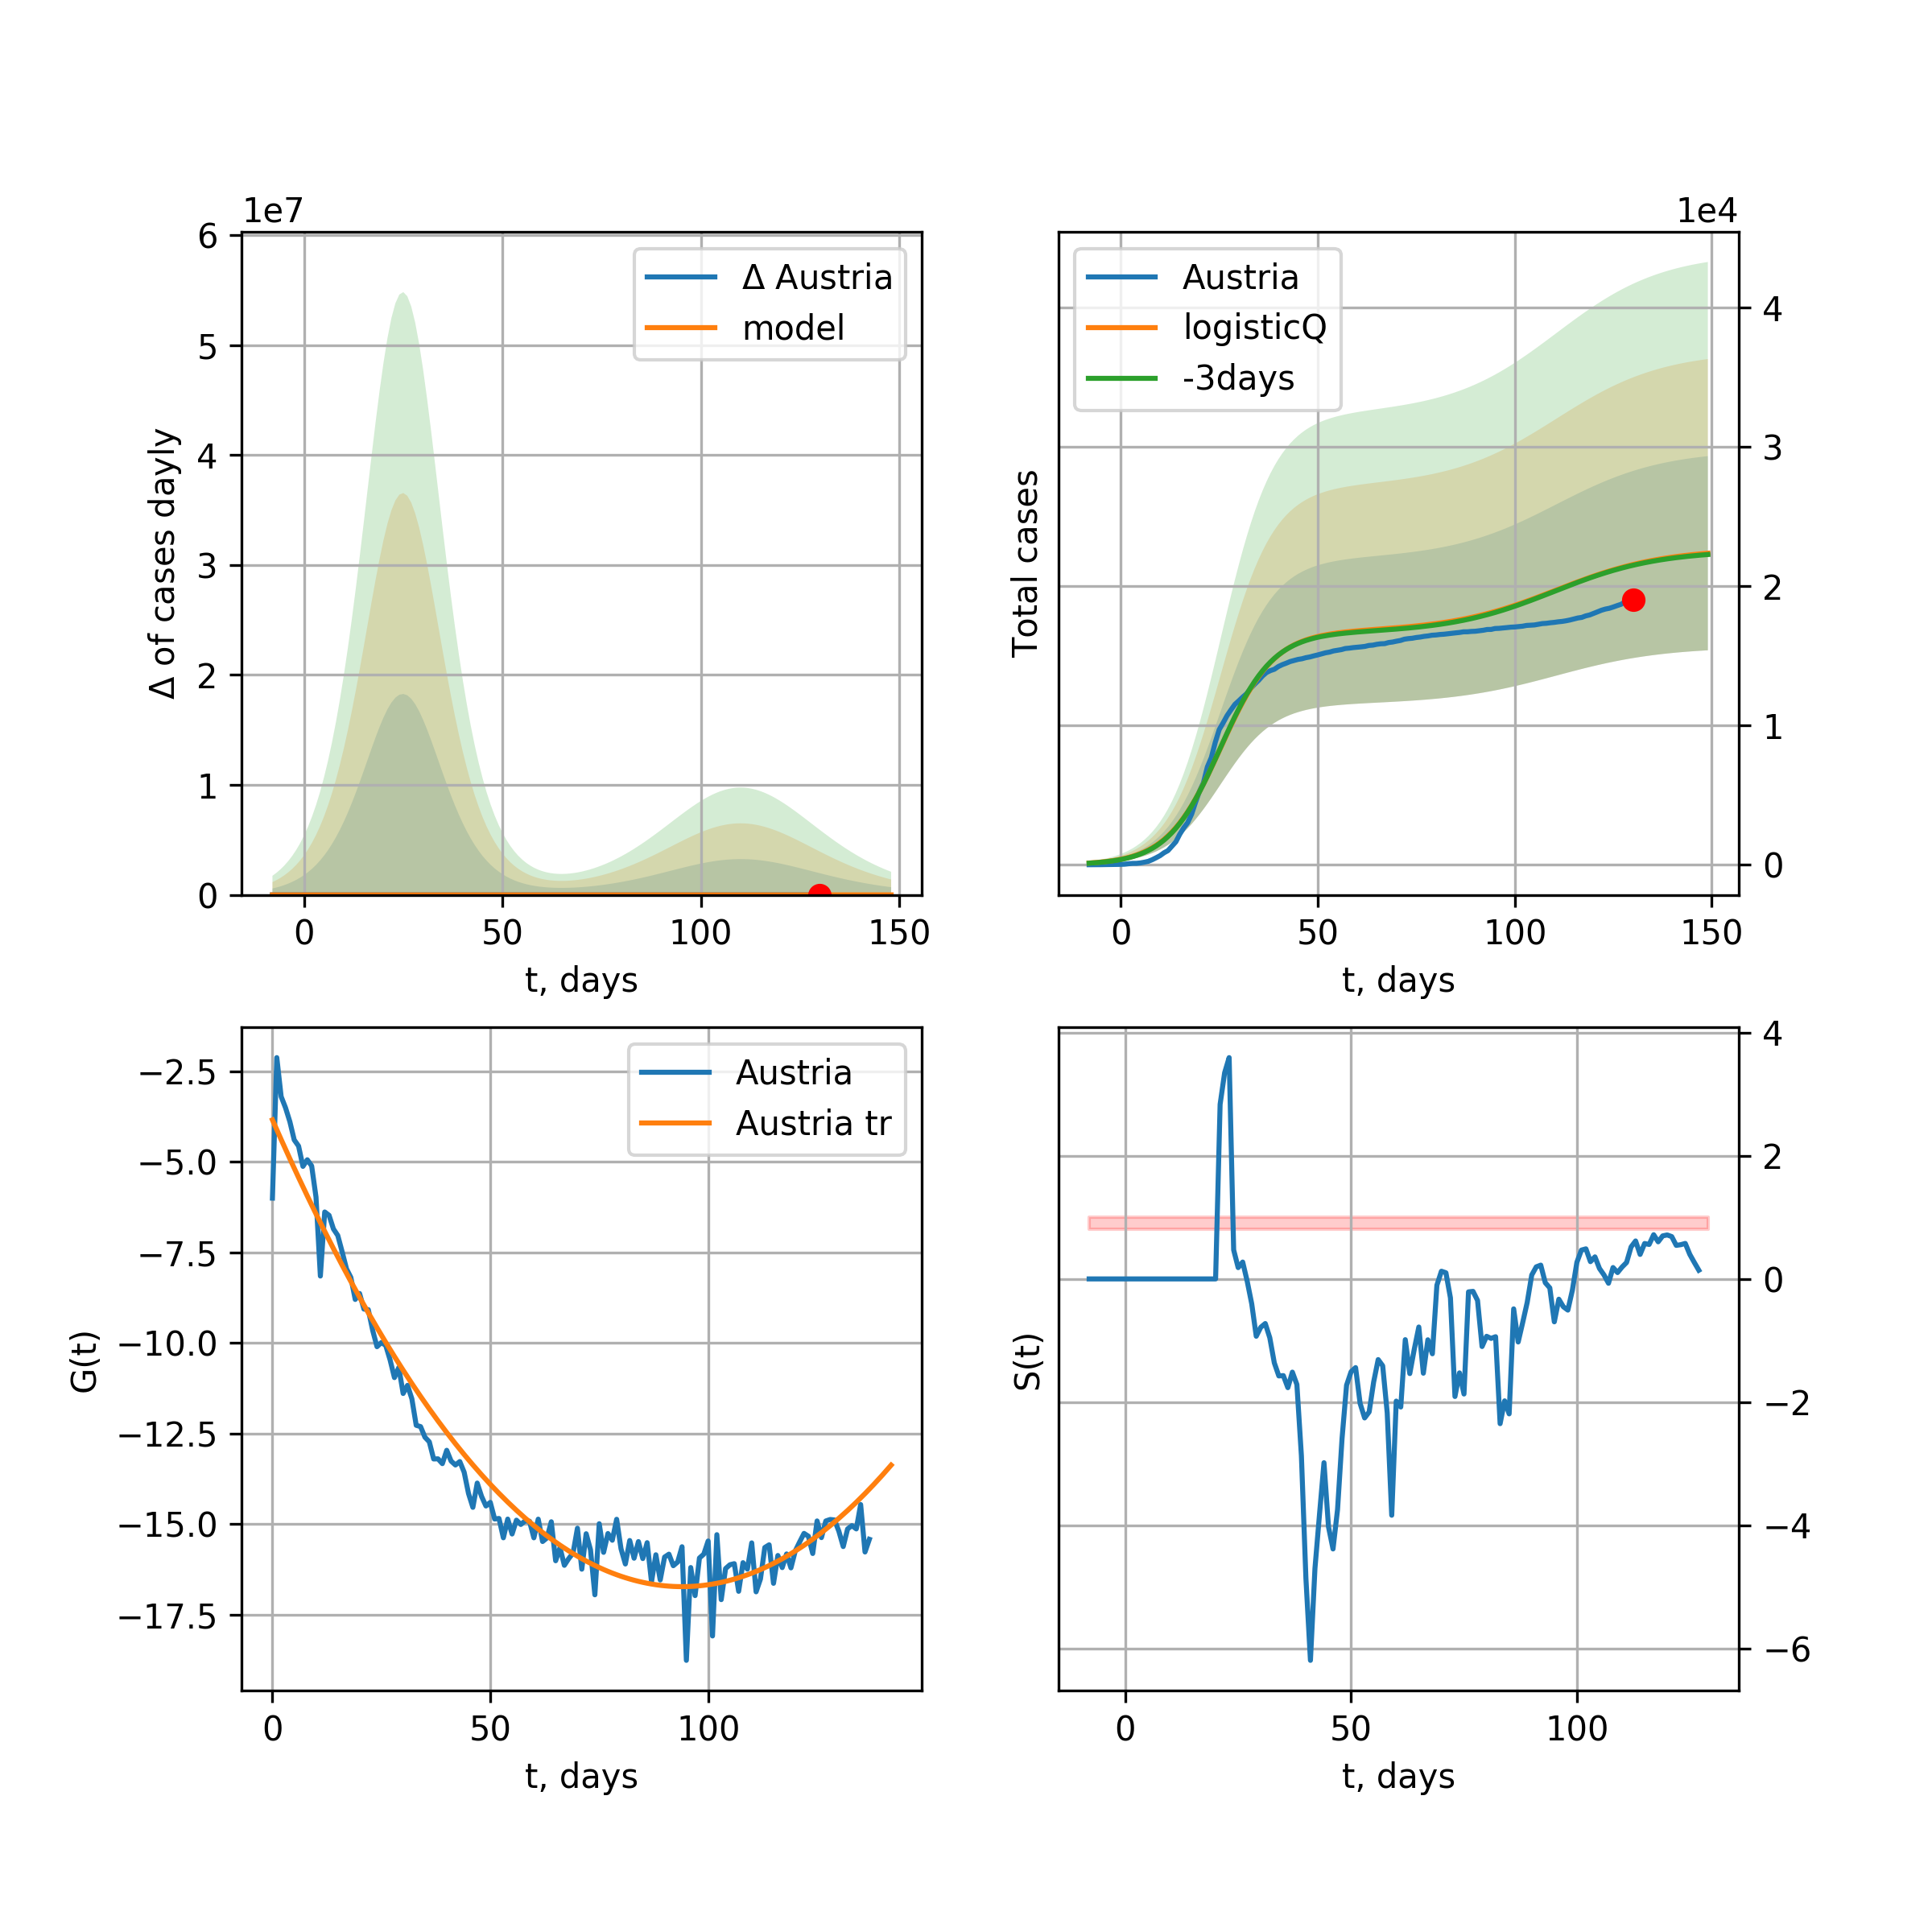 1e7
6
5
4
3
2
1
0
Δ of cases dayly
Δ Austria
model
0 50 100 150
t, days
1e4
Austria
logisticQ
-3days
Total cases
4
3
2
1
0
0 50 100 150
t, days
−2.5
−5.0
−7.5
−10.0
−12.5
−15.0
−17.5
G(t)
Austria
Austria tr
0 50 100
t, days
S(t)
4
2
0
−2
−4
−6
0 50 100
t, days